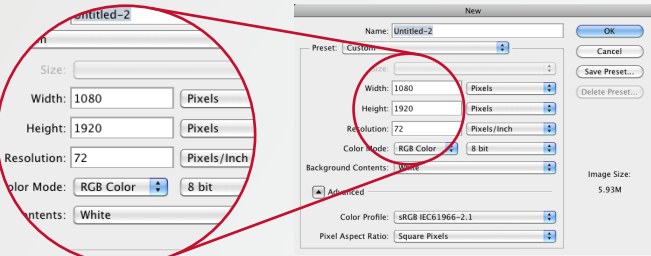 Untitled-2
Size:
Width: 1080 Pixels
Height: 1920 Pixels
Resolution: 72 Pixels/Inch
olor Mode: RGB Color 8 bit
ontents: White
New
Name: Untitled-2
Preset: Custom
Size:
Width: 1080 Pixels
Height: 1920 Pixels
Resolution: 72 Pixels/Inch
Color Mode: RGB Color 8 bit
Background Contents: White
Advanced
Color Profile: sRGB IEC61966-2.1
Pixel Aspect Ratio: Square Pixels
OK
Cancel
Save Preset...
Delete Preset...
Image Size:
5.93M